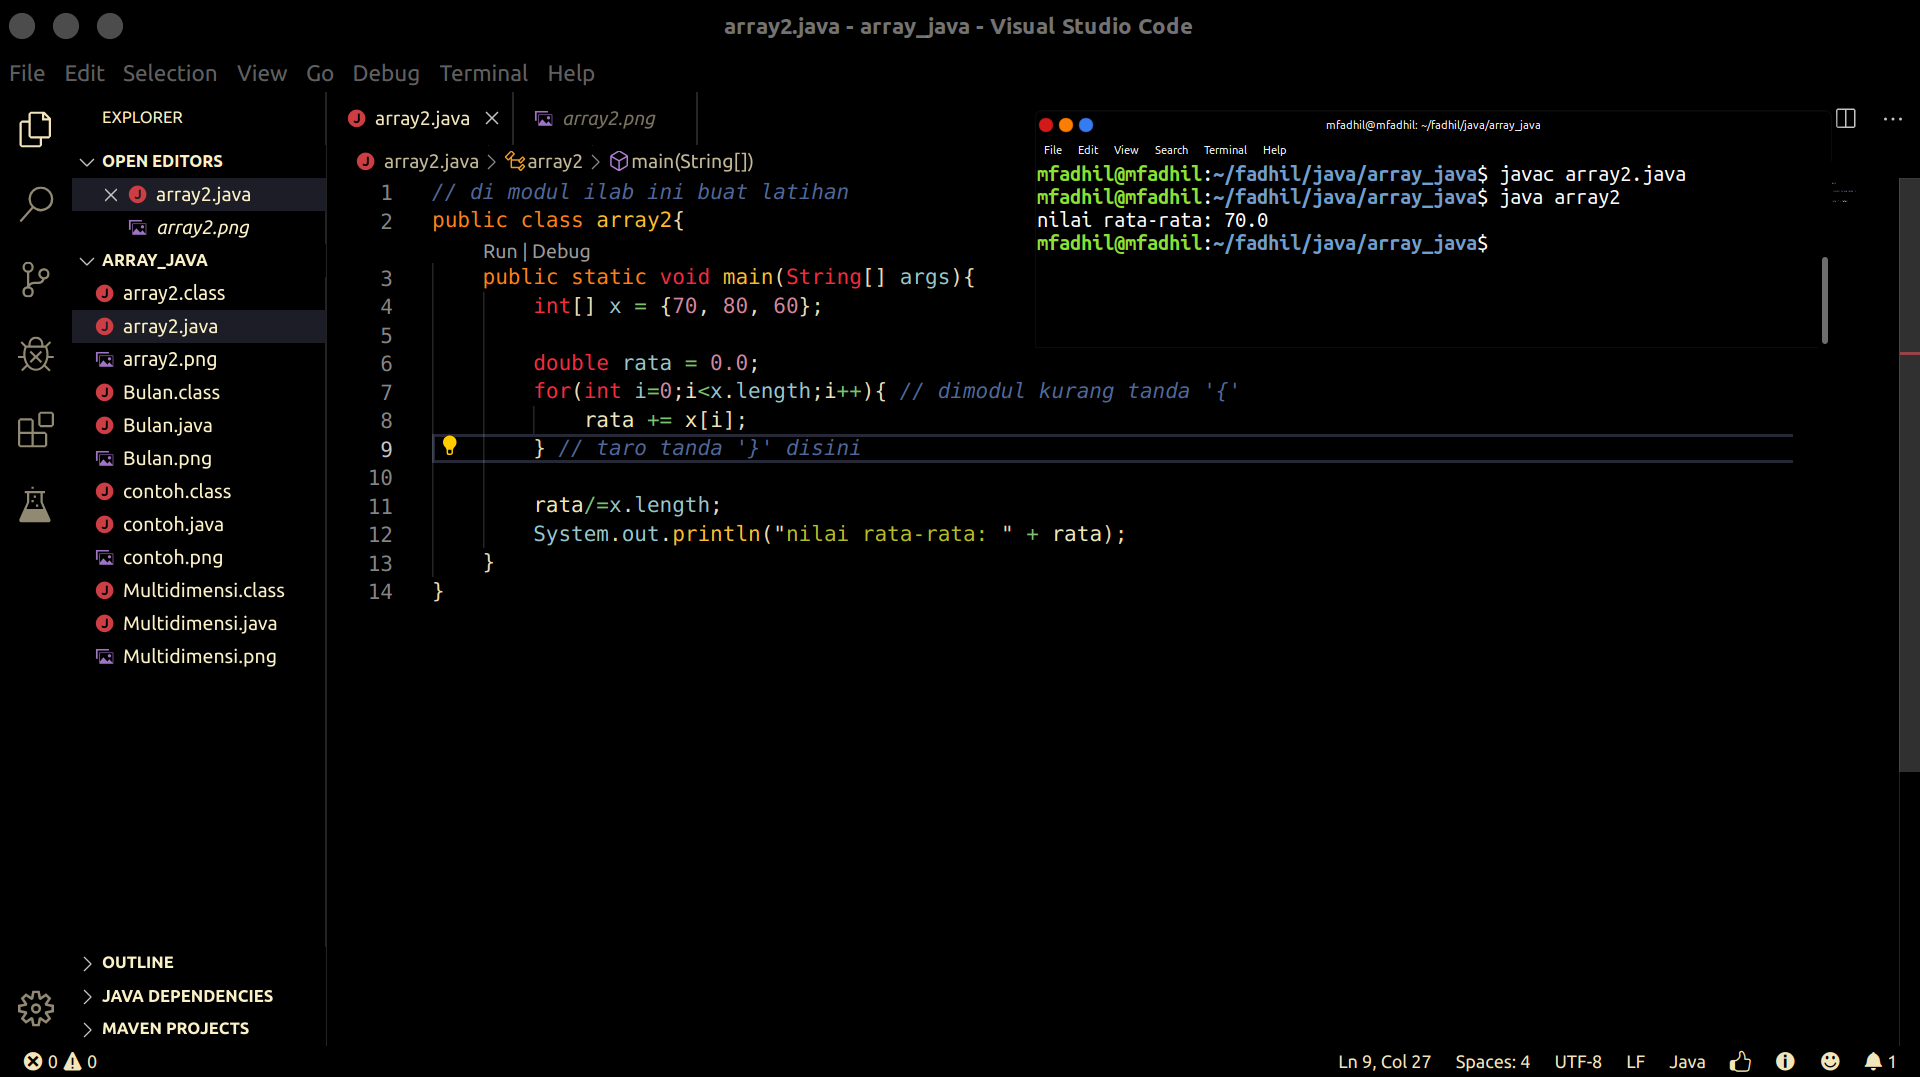 array2.java - array_java - Visual Studio Code
File Edit Selection View Go Debug Terminal Help
EXPLORER
OPEN EDITORS
array2.java
array2.png
ARRAY_JAVA
array2.class
array2.java
array2.png
Bulan.class
Bulan.java
Bulan.png
contoh.class
contoh.java
contoh.png
Multidimensi.class
Multidimensi.java
Multidimensi.png
OUTLINE
JAVA DEPENDENCIES
MAVEN PROJECTS
array2.java array2.png
array2.java > array2 > main(String[])
1 // di modul ilab ini buat latihan
2 public class array2{
Run | Debug
3 public static void main(String[] args){
4 int[] x = {70, 80, 60};
5
6 double rata = 0.0;
7 for(int i=0;i<x.length;i++){ // dimodul kurang tanda '{'
8 rata += x[i];
9 } // taro tanda '}' disini
10
11 rata/=x.length;
12 System.out.println("nilai rata-rata: " + rata);
13 }
14 }
mfadhil@mfadhil: ~/fadhil/java/array_java
File Edit View Search Terminal Help
mfadhil@mfadhil:~/fadhil/java/array_java$ javac array2.java
mfadhil@mfadhil:~/fadhil/java/array_java$ java array2
nilai rata-rata: 70.0
mfadhil@mfadhil:~/fadhil/java/array_java$
0 0 Ln 9, Col 27 Spaces: 4 UTF-8 LF Java 1